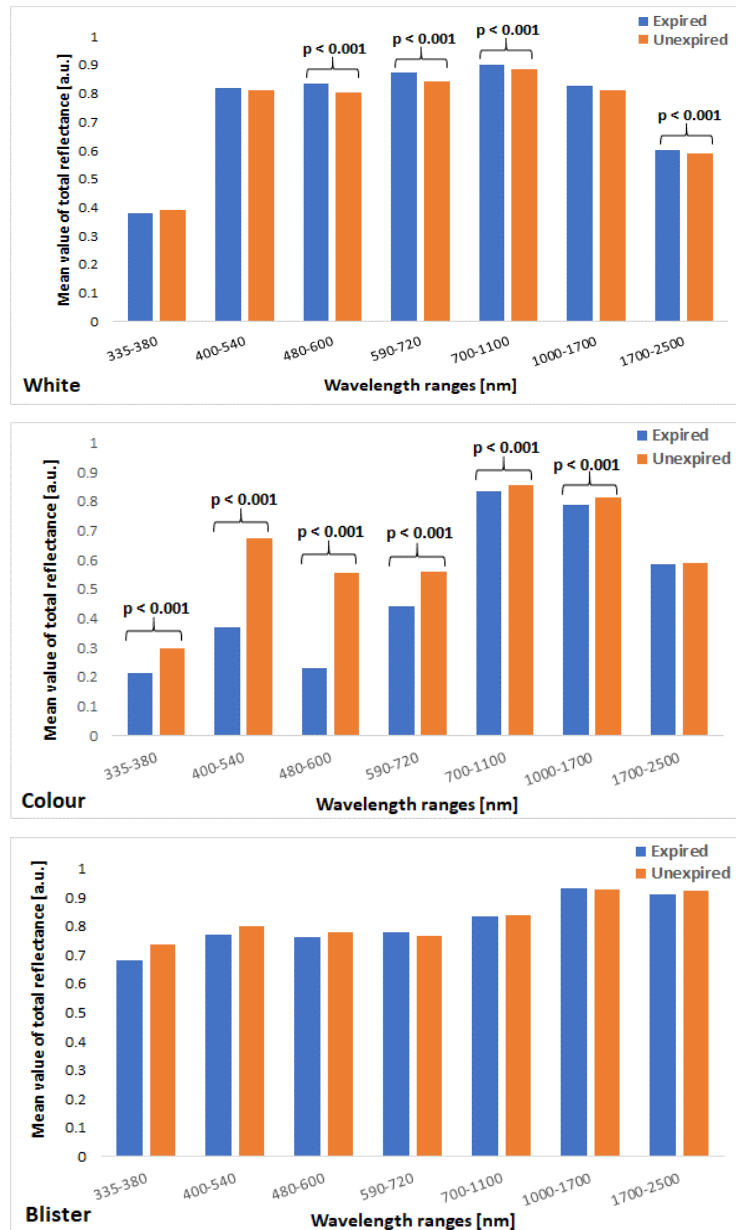 Expired
Unexpired
Mean value of total reflectance [a.u.]
1
0.9
0.8
0.7
0.6
0.5
0.4
0.3
0.2
0.1
0
p < 0.001
p < 0.001
p < 0.001
p < 0.001
335-380
400-540
480-600
590-720
700-1100
1000-1700
1700-2500
White
Wavelength ranges [nm]
Expired
Unexpired
Mean value of total reflectance [a.u.]
1
0.9
0.8
0.7
0.6
0.5
0.4
0.3
0.2
0.1
0
p < 0.001
p < 0.001
p < 0.001
p < 0.001
p < 0.001
p < 0.001
335-380
400-540
480-600
590-720
700-1100
1000-1700
1700-2500
Colour
Wavelength ranges [nm]
Expired
Unexpired
Mean value of total reflectance [a.u.]
1
0.9
0.8
0.7
0.6
0.5
0.4
0.3
0.2
0.1
0
335-380
400-540
480-600
590-720
700-1100
1000-1700
1700-2500
Blister
Wavelength ranges [nm]